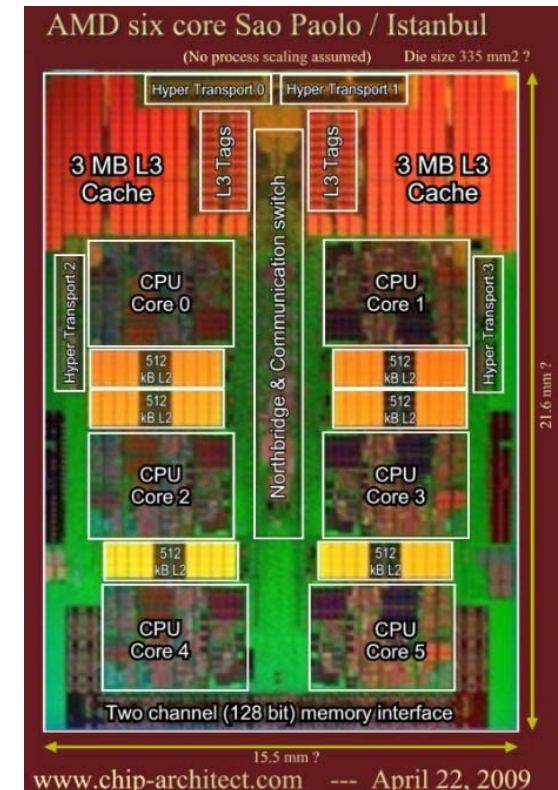 AMD six core Sao Paolo / Istanbul
(No process scaling assumed)
Die size 335 mm2 ?
Hyper Transport 0
Hyper Transport 1
3 MB L3
Cache
L3 Tags
L3 Tags
3 MB L3
Cache
Northbridge & Communication switch
Hyper Transport 2
CPU
Core 0
CPU
Core 1
Hyper Transport 3
512
kB L2
512
kB L2
512
kB L2
512
kB L2
21.6 mm ?
CPU
Core 2
CPU
Core 3
512
kB L2
512
kB L2
CPU
Core 4
CPU
Core 5
Two channel (128 bit) memory interface
15.5 mm ?
www.chip-architect.com --- April 22, 2009